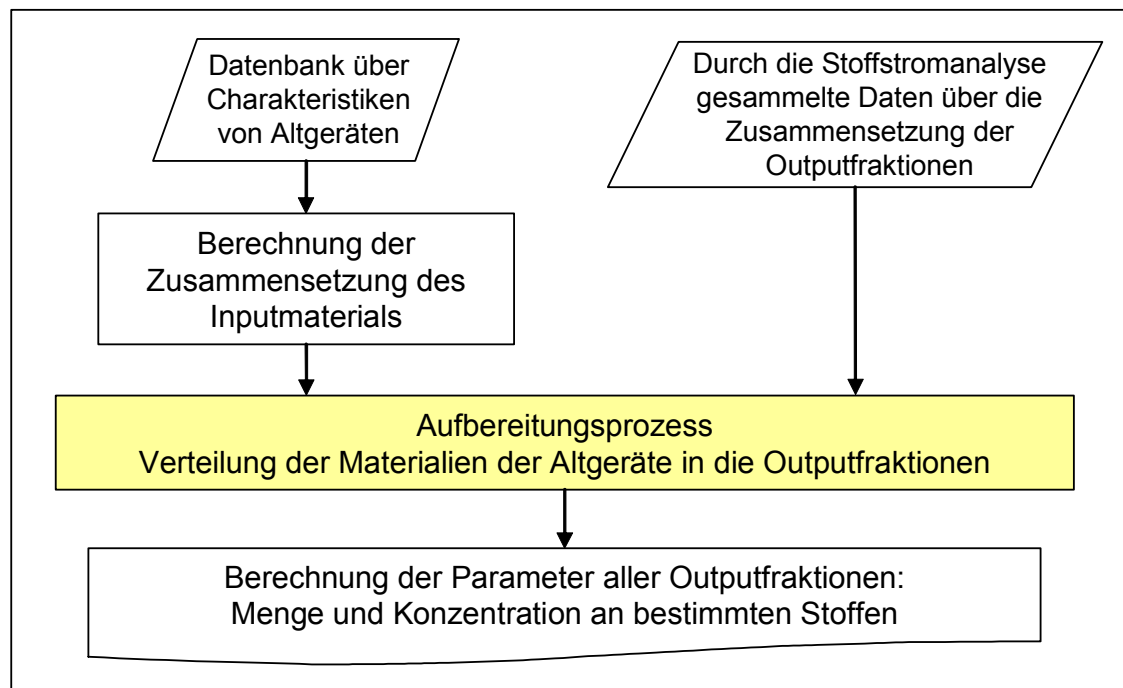 Datenbank über
Charakteristiken
von Altgeräten
Durch die Stoffstromanalyse
gesammelte Daten über die
Zusammensetzung der
Outputfraktionen
Berechnung der
Zusammensetzung des
Inputmaterials
Aufbereitungsprozess
Verteilung der Materialien der Altgeräte in die Outputfraktionen
Berechnung der Parameter aller Outputfraktionen:
Menge und Konzentration an bestimmten Stoffen